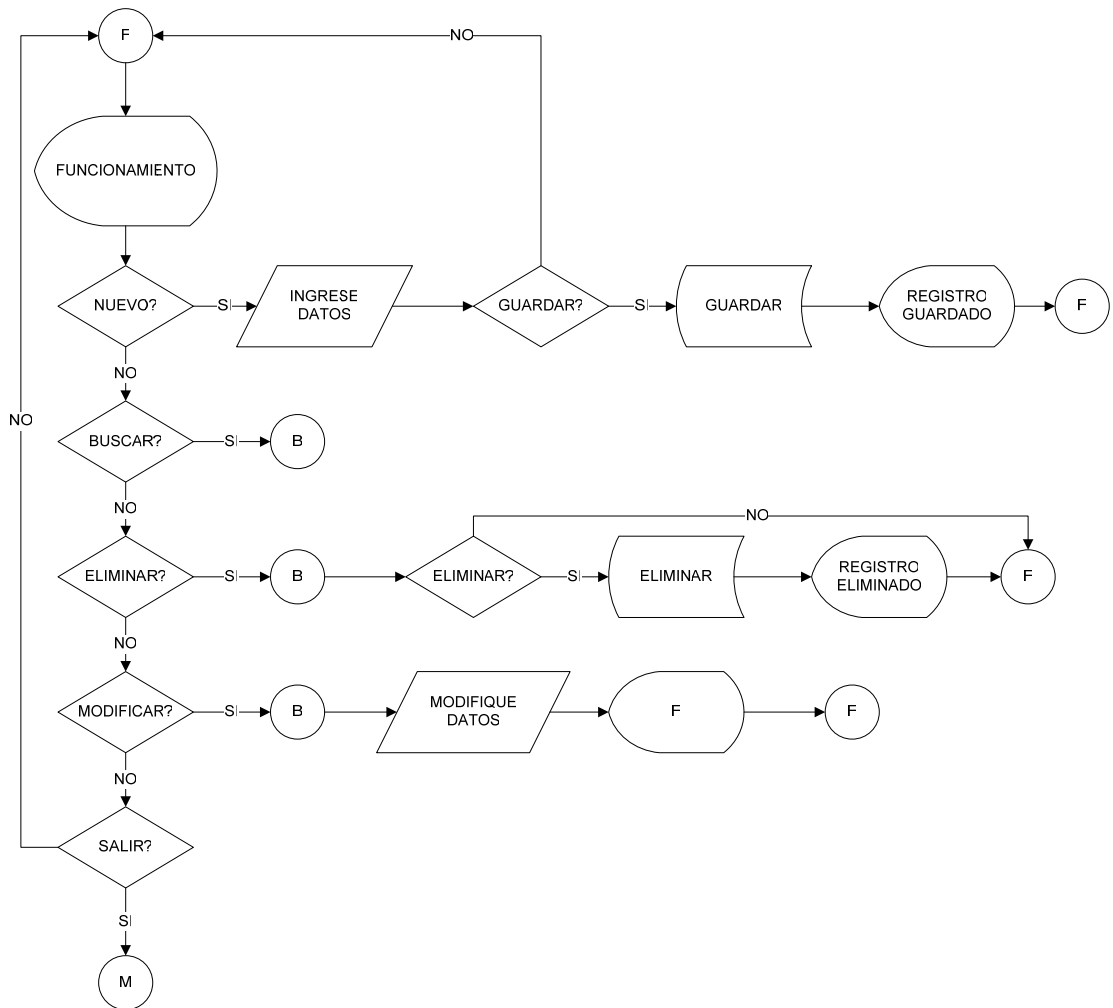 F
NO
FUNCIONAMIENTO
NUEVO?
SI
INGRESE
DATOS
GUARDAR?
SI
GUARDAR
REGISTRO
GUARDADO
F
NO
NO
BUSCAR?
SI
B
NO
NO
ELIMINAR?
SI
B
ELIMINAR?
SI
ELIMINAR
REGISTRO
ELIMINADO
F
NO
MODIFICAR?
SI
B
MODIFIQUE
DATOS
F
F
NO
SALIR?
SI
M